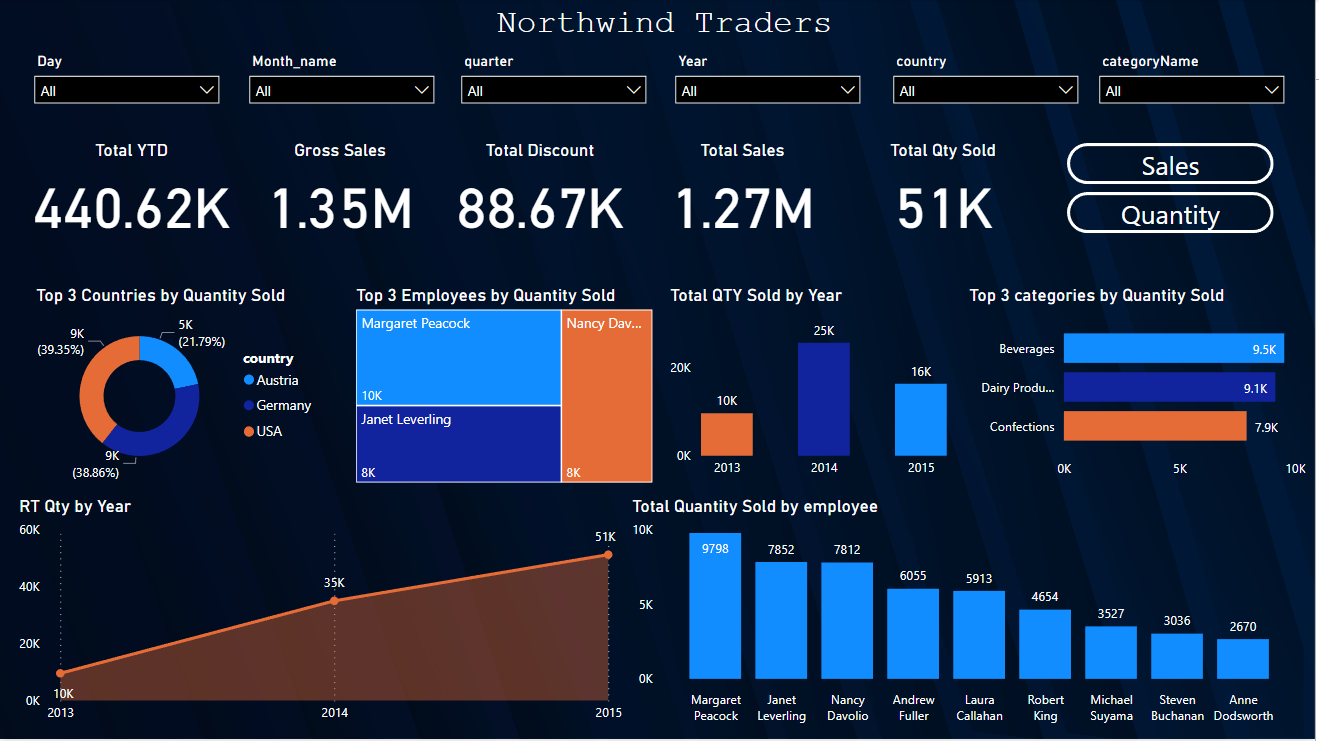 Northwind Traders
Day
Month_name
quarter
Year
country
categoryName
All
All
All
All
All
All
Total YTD
Gross Sales
Total Discount
Total Sales
Total Qty Sold
440.62K
1.35M
88.67K
1.27M
51K
Sales
Quantity
Top 3 Countries by Quantity Sold
5K
(21.79%)
9K
(39.35%)
9K
(38.86%)
country
Austria
Germany
USA
Top 3 Employees by Quantity Sold
Margaret Peacock
10K
Janet Leverling
8K
Nancy Dav...
8K
Total QTY Sold by Year
20K
0K
10K
25K
16K
2013
2014
2015
Top 3 categories by Quantity Sold
Beverages
9.5K
Dairy Produ...
9.1K
Confections
7.9K
0K
5K
10K
RT Qty by Year
60K
40K
20K
0K
10K
35K
51K
2013
2014
2015
Total Quantity Sold by employee
10K
5K
0K
9798
7852
7812
6055
5913
4654
3527
3036
2670
Margaret
Peacock
Janet
Leverling
Nancy
Davolio
Andrew
Fuller
Laura
Callahan
Robert
King
Michael
Suyama
Steven
Buchanan
Anne
Dodsworth